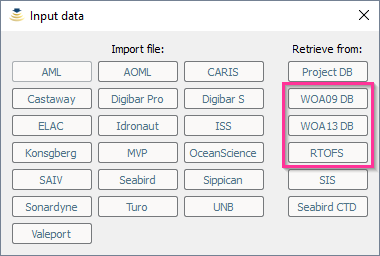 Input data
Import file: Retrieve from:
AML AOML CARIS Project DB
Castaway Digibar Pro Digibar S WOA09 DB
ELAC Idronaut ISS WOA13 DB
Konsgberg MVP OceanScience RTOFS
SAIV Seabird Sippican SIS
Sonardyne Turo UNB Seabird CTD
Valeport